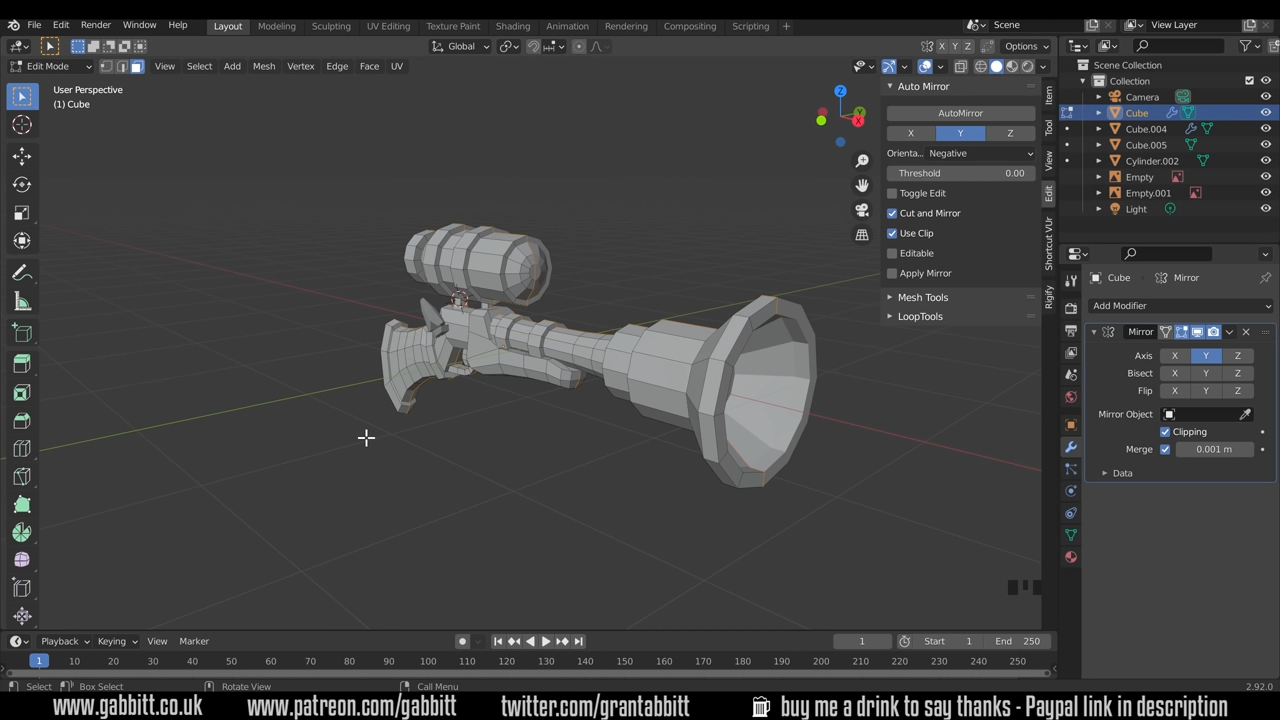 File Edit Render Window Help Layout Modeling Sculpting UV Editing Texture Paint Shading Animation Rendering Compositing Scripting + Scene View Layer
Global X Y Z Options
Edit Mode View Select Add Mesh Vertex Edge Face UV
User Perspective
(1) Cube
Z
Y
X
Auto Mirror
AutoMirror
X Y Z
Orienta... Negative
Threshold 0.00
Toggle Edit
Cut and Mirror
Use Clip
Editable
Apply Mirror
Mesh Tools
LoopTools
Item
Tool
View
Edit
Shortcut VUr
Rigify
Scene Collection
Collection
Camera
Cube
Cube.004
Cube.005
Cylinder.002
Empty
Empty.001
Light
Cube Mirror
Add Modifier
Mirror
Axis X Y Z
Bisect X Y Z
Flip X Y Z
Mirror Object
Clipping
Merge 0.001 m
Data
Playback Keying View Marker 1 Start 1 End 250
1 10 20 30 40 50 60 70 80 90 100 110 120 130 140 150 160 170 180 190 200 210 220 230 240 250
Select Box Select Rotate View Call Menu 2.92.0
www.gabbitt.co.uk www.patreon.com/gabbitt twitter.com/grantabbitt buy me a drink to say thanks - Paypal link in description